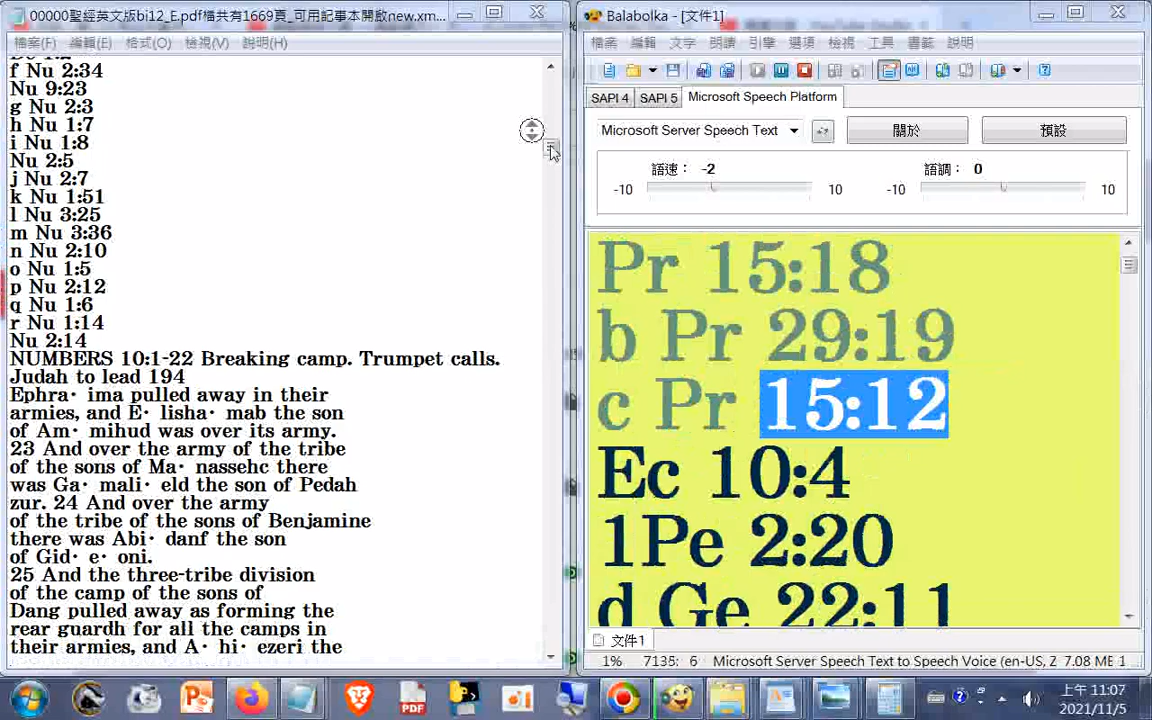 00000聖經英文版bi12_E.pdf檔共有1669頁_可用記事本開啟new.xm...
檔案(F) 編輯(E) 格式(O) 檢視(V) 說明(H)
f Nu 2:34
Nu 9:23
g Nu 2:3
h Nu 1:7
i Nu 1:8
Nu 2:5
j Nu 2:7
k Nu 1:51
l Nu 3:25
m Nu 3:36
n Nu 2:10
o Nu 1:5
p Nu 2:12
q Nu 1:6
r Nu 1:14
Nu 2:14
NUMBERS 10:1-22 Breaking camp. Trumpet calls.
Judah to lead 194
Ephra· ima pulled away in their
armies, and E· lisha· mab the son
of Am· mihud was over its army.
23 And over the army of the tribe
of the sons of Ma· nassehc there
was Ga· mali· eld the son of Pedah
zur. 24 And over the army
of the tribe of the sons of Benjamine
there was Abi· danf the son
of Gid· e· oni.
25 And the three-tribe division
of the camp of the sons of
Dang pulled away as forming the
rear guardh for all the camps in
their armies, and A· hi· ezeri the
Balabolka - [文件1]
檔案 編輯 文字 朗讀 引擎 選項 檢視 工具 書籤 說明
SAPI 4 SAPI 5 Microsoft Speech Platform
Microsoft Server Speech Text 關於 預設
語速： -2 語調： 0
-10 10 -10 10
Pr 15:18
b Pr 29:19
c Pr 15:12
Ec 10:4
1Pe 2:20
d Ge 22:11
文件1
1% 7135: 6 Microsoft Server Speech Text to Speech Voice (en-US, Z 7.08 ME 1
PDF
上午 11:07
2021/11/5